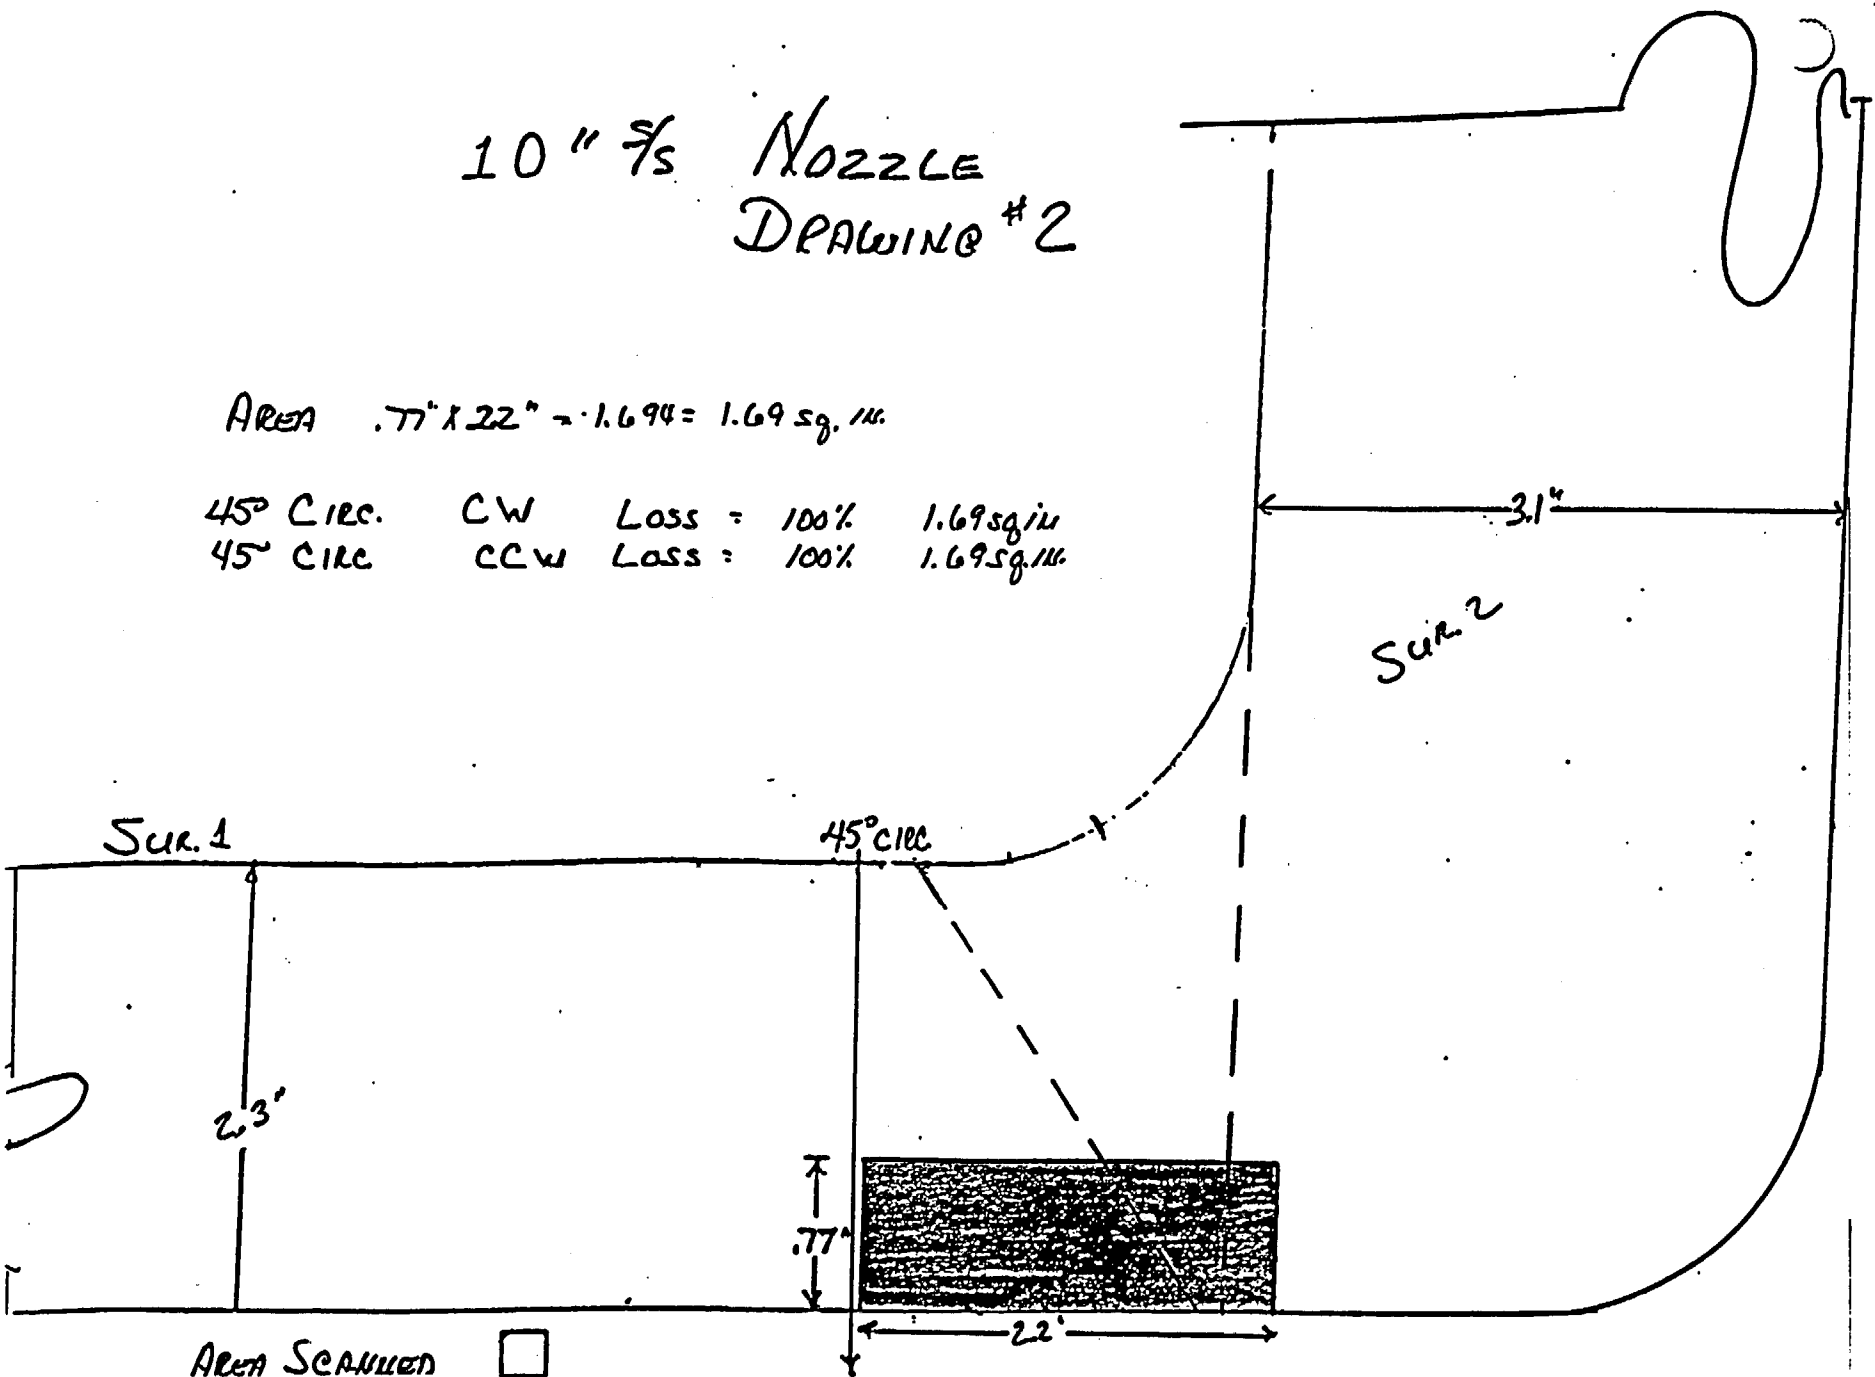 10" S/S NOZZLE
DRAWING #2
AREA .77" X 2.2" = 1.694 = 1.69 sq. in.
45° CIRC. CW LOSS = 100% 1.69 sq in
45° CIRC CCW LOSS = 100% 1.69 sq. in.
3.1"
SUR. 2
SUR. 1
45° CIRC
2.3"
.77"
2.2"
AREA SCANNED